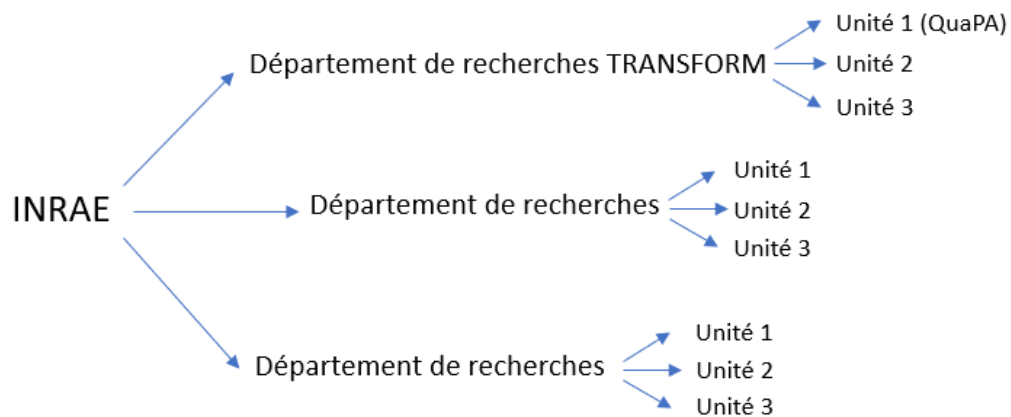 Unité 1 (QuaPA)
Département de recherches TRANSFORM
Unité 2
Unité 3
Unité 1
INRAE
Département de recherches
Unité 2
Unité 3
Unité 1
Département de recherches
Unité 2
Unité 3